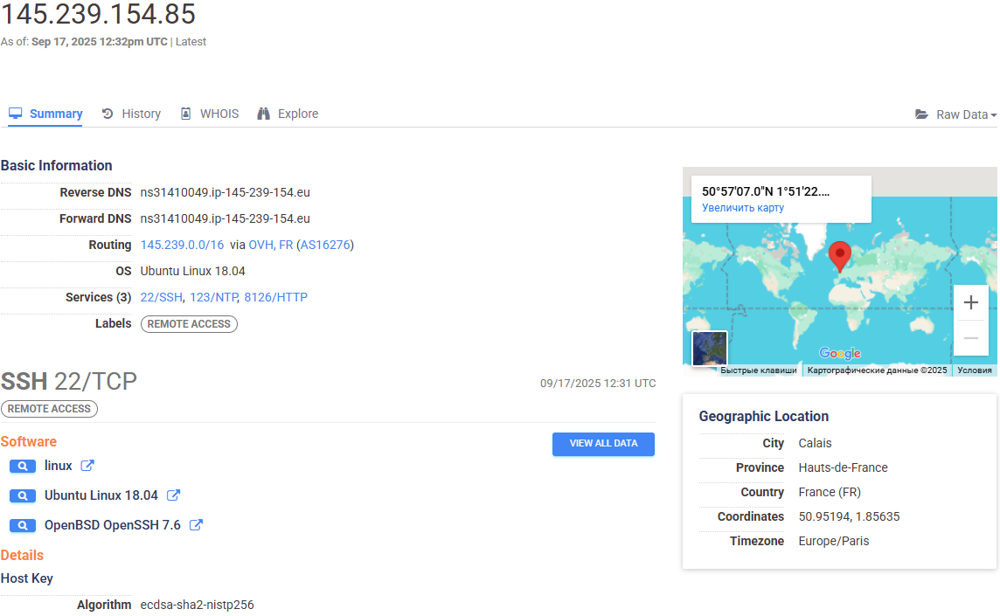 145.239.154.85
As of: Sep 17, 2025 12:32pm UTC | Latest
Summary History WHOIS Explore Raw Data
Basic Information
Reverse DNS ns31410049.ip-145-239-154.eu
Forward DNS ns31410049.ip-145-239-154.eu
Routing 145.239.0.0/16 via OVH, FR (AS16276)
OS Ubuntu Linux 18.04
Services (3) 22/SSH, 123/NTP, 8126/HTTP
Labels REMOTE ACCESS
SSH 22/TCP 09/17/2025 12:31 UTC
REMOTE ACCESS
Software VIEW ALL DATA
linux
Ubuntu Linux 18.04
OpenBSD OpenSSH 7.6
Details
Host Key
Algorithm ecdsa-sha2-nistp256
50°57'07.0"N 1°51'22....
Увеличить карту
Google
Быстрые клавиши Картографические данные ©2025 Условия
Geographic Location
City Calais
Province Hauts-de-France
Country France (FR)
Coordinates 50.95194, 1.85635
Timezone Europe/Paris